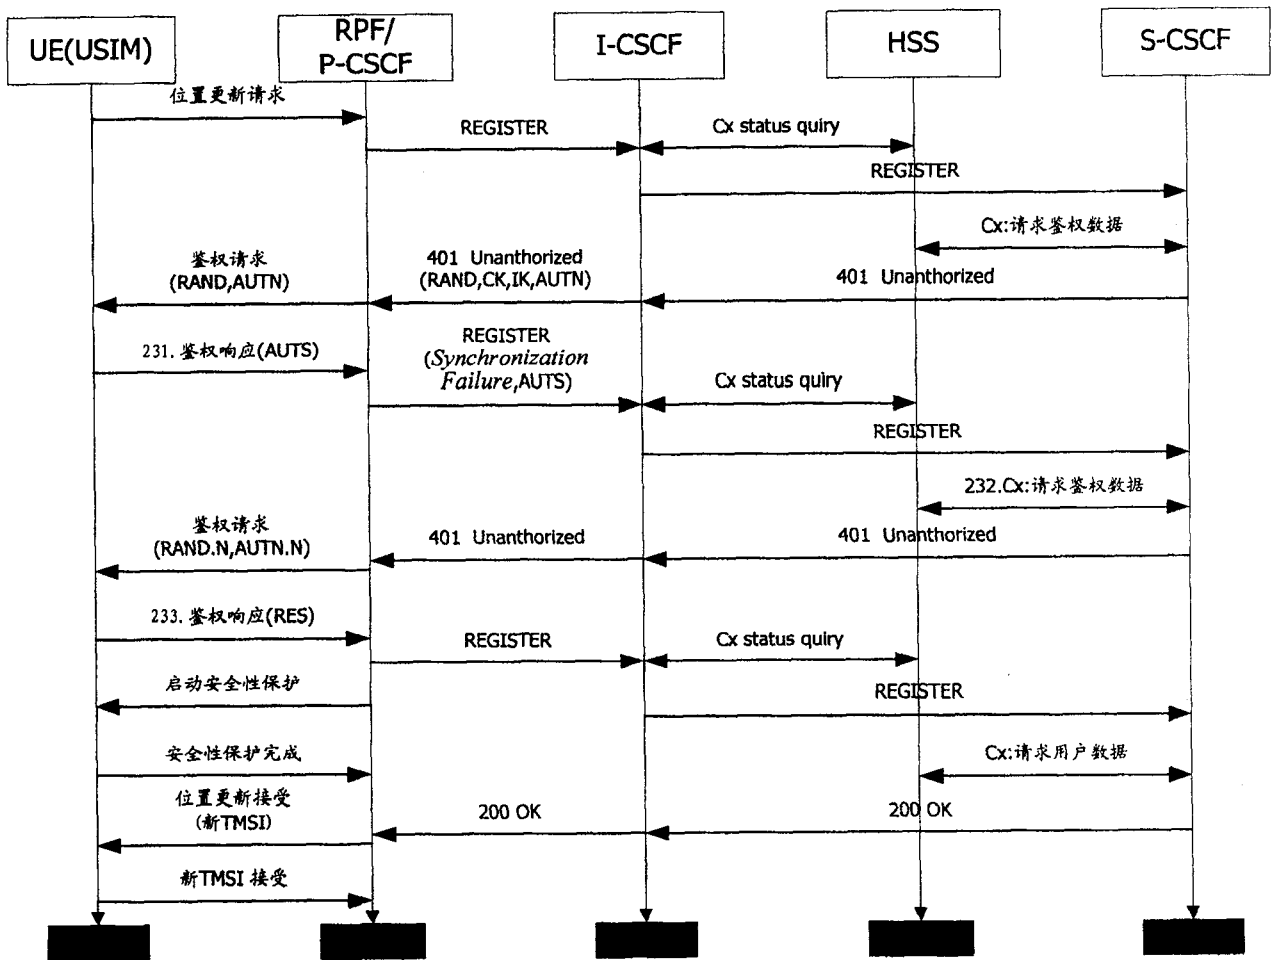 UE(USIM)
RPF/
P-CSCF
I-CSCF
HSS
S-CSCF
位置更新请求
REGISTER
Cx status quiry
REGISTER
Cx:请求鉴权数据
鉴权请求
(RAND,AUTN)
401 Unanthorized
(RAND,CK,IK,AUTN)
401 Unanthorized
231.鉴权响应(AUTS)
REGISTER
(Synchronization
Failure,AUTS)
Cx status quiry
REGISTER
232.Cx:请求鉴权数据
鉴权请求
(RAND.N,AUTN.N)
401 Unanthorized
401 Unanthorized
233.鉴权响应(RES)
REGISTER
Cx status quiry
启动安全性保护
REGISTER
安全性保护完成
Cx:请求用户数据
位置更新接受
(新TMSI)
200 OK
200 OK
新TMSI 接受